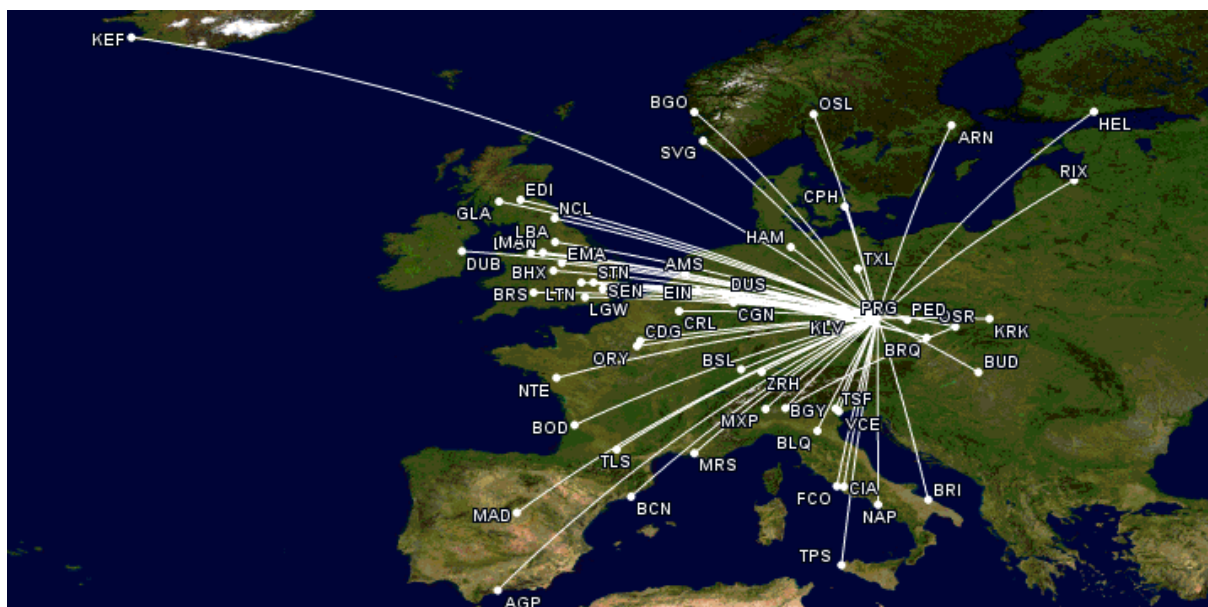 KEF
BGO
OSL
HEL
ARN
SVG
RIX
EDI
CPH
NCL
GLA
LBA
HAM
MAN
EMA
DUB
AMS
TXL
BHX
STN
DUS
BRS
LTN
SEN
EIN
LGW
CGN
PRG
PED
OSR
CRL
KLV
KRK
CDG
ORY
BSL
BRQ
BUD
NTE
ZRH
MXP
BGY
TSF
BOD
VCE
BLQ
TLS
MRS
FCO
CIA
BRI
MAD
BCN
NAP
TPS
AGP